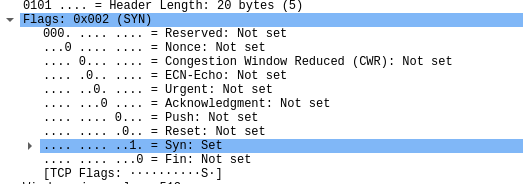 0101 .... = Header Length: 20 bytes (5)
Flags: 0x002 (SYN)
000. .... .... = Reserved: Not set
...0 .... .... = Nonce: Not set
.... 0... .... = Congestion Window Reduced (CWR): Not set
.... .0.. .... = ECN-Echo: Not set
.... ..0. .... = Urgent: Not set
.... ...0 .... = Acknowledgment: Not set
.... .... 0... = Push: Not set
.... .... .0.. = Reset: Not set
.... .... ..1. = Syn: Set
.... .... ...0 = Fin: Not set
[TCP Flags: ··········S·]